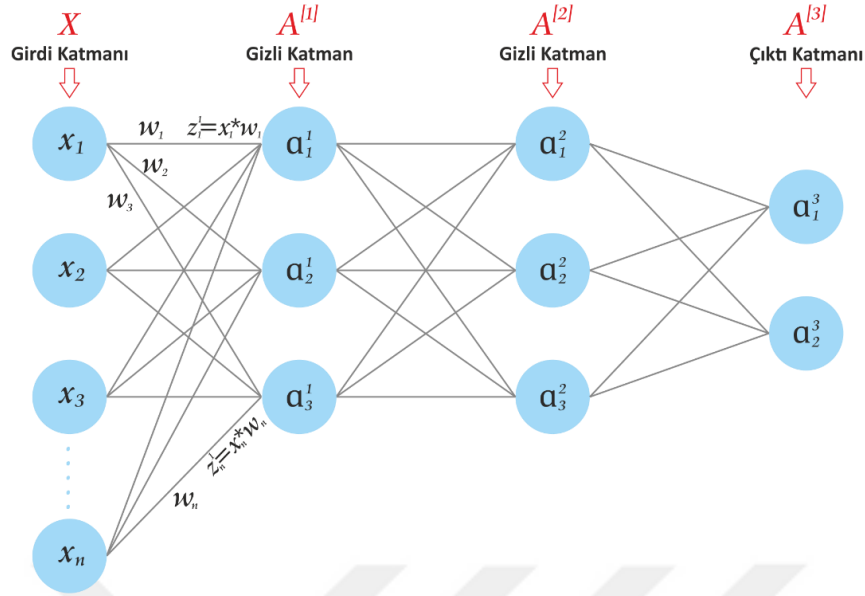 X A^[1] A^[2] A^[3]
Girdi Katmanı Gizli Katman Gizli Katman Çıktı Katmanı
x₁ w₁ z₁¹=x₁*w₁ a₁¹ a₁²
w₂
w₃ a₁³
x₂ a₂¹ a₂²
a₂³
x₃ a₃¹ a₃²
zₙ¹=xₙ*wₙ
wₙ
xₙ